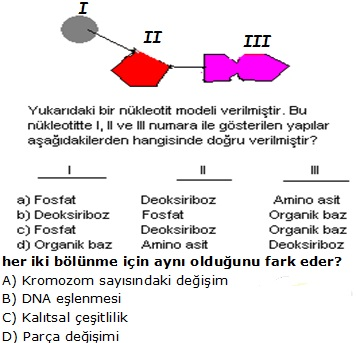 I
II
III
Yukarıdaki bir nükleotit modeli verilmiştir. Bu
nükleotitte I, II ve III numara ile gösterilen yapılar
aşağıdakilerden hangisinde doğru verilmiştir?
I II III
a) Fosfat Deoksiriboz Amino asit
b) Deoksiriboz Fosfat Organik baz
c) Fosfat Deoksiriboz Organik baz
d) Organik baz Amino asit Deoksiriboz
her iki bölünme için aynı olduğunu fark eder?
A) Kromozom sayısındaki değişim
B) DNA eşlenmesi
C) Kalıtsal çeşitlilik
D) Parça değişimi